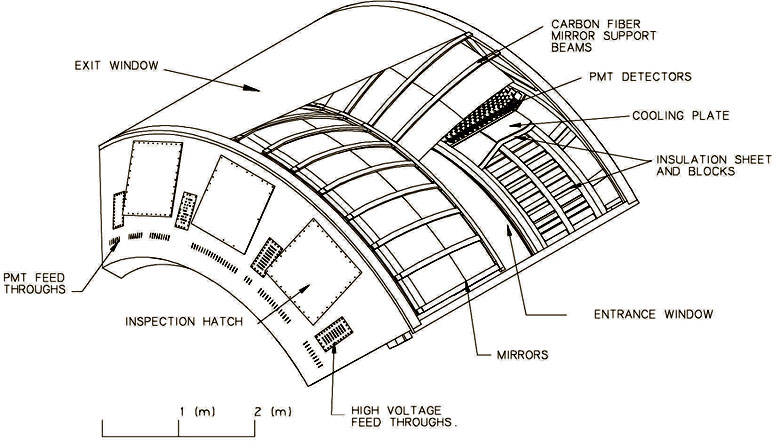 CARBON FIBER
MIRROR SUPPORT
BEAMS
EXIT WINDOW
PMT DETECTORS
COOLING PLATE
INSULATION SHEET
AND BLOCKS
PMT FEED
THROUGHS
INSPECTION HATCH
ENTRANCE WINDOW
MIRRORS
HIGH VOLTAGE
FEED THROUGHS.
1 (m) 2 (m)